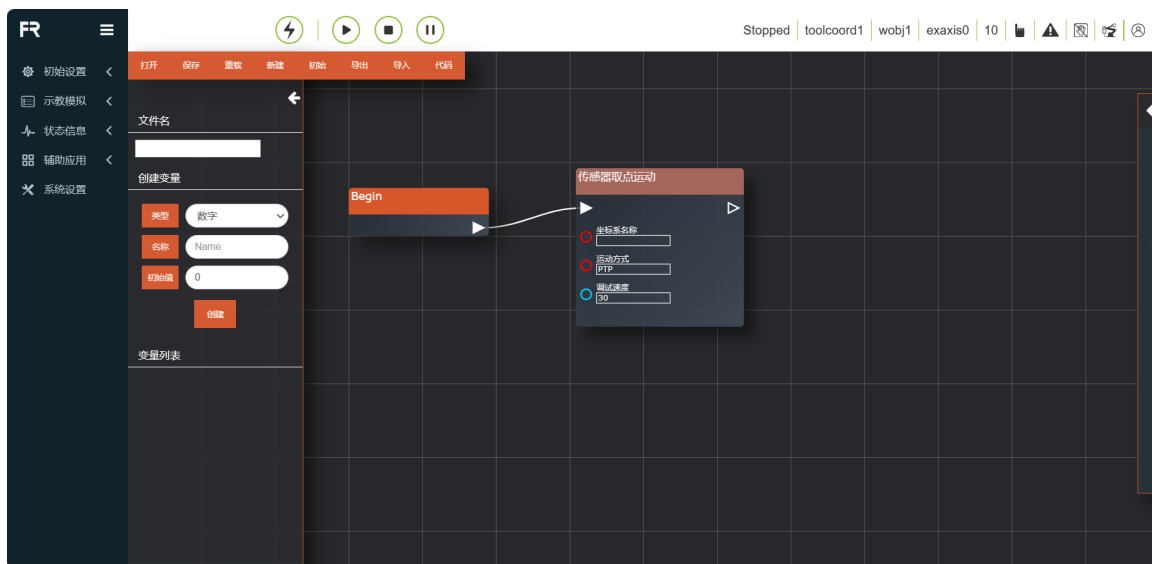 FR
Stopped toolcoord1 wobj1 exaxis0 10
初始设置
示教模拟
状态信息
辅助应用
系统设置
打开 保存 重载 新建 初始 导出 导入 代码
文件名
创建变量
类型 数字
名称 Name
初始值 0
创建
变量列表
Begin
传感器取点运动
坐标系名称
运动方式
PTP
调试速度
30